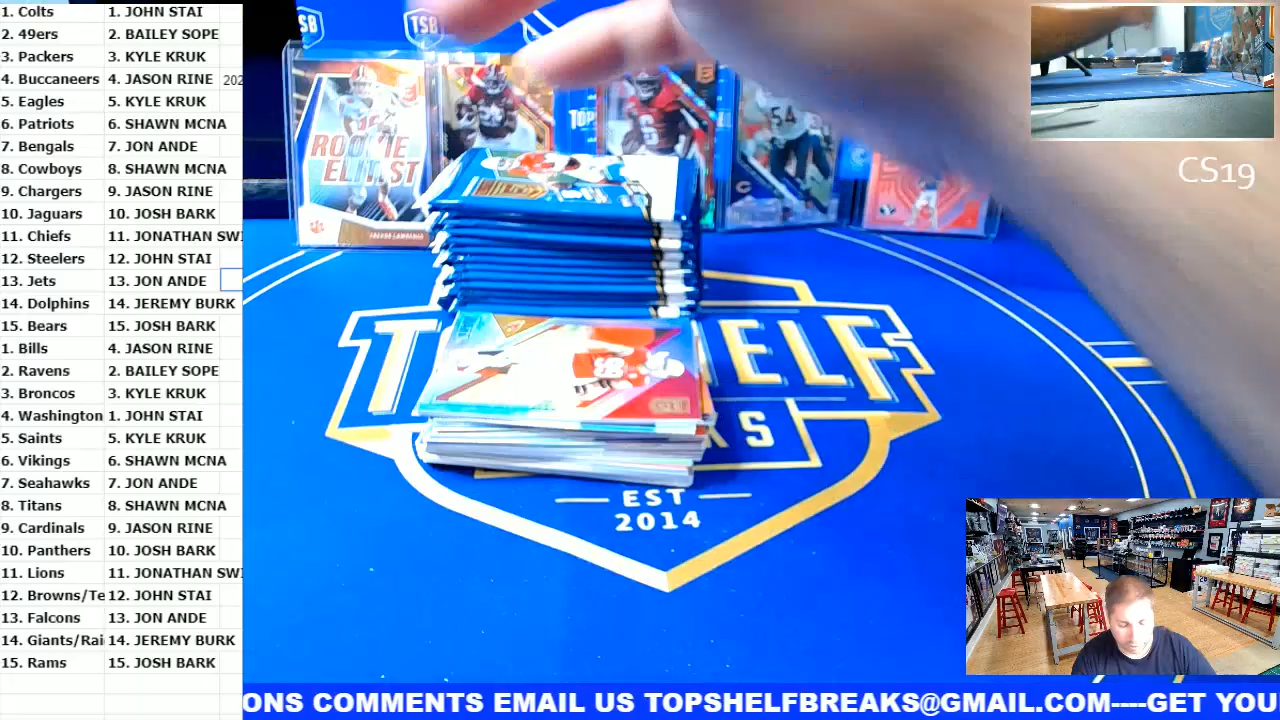 1. Colts 1. JOHN STAI
2. 49ers 2. BAILEY SOPE
3. Packers 3. KYLE KRUK
4. Buccaneers 4. JASON RINE 202
5. Eagles 5. KYLE KRUK
6. Patriots 6. SHAWN MCNA
7. Bengals 7. JON ANDE
8. Cowboys 8. SHAWN MCNA
9. Chargers 9. JASON RINE
10. Jaguars 10. JOSH BARK
11. Chiefs 11. JONATHAN SWI
12. Steelers 12. JOHN STAI
13. Jets 13. JON ANDE
14. Dolphins 14. JEREMY BURK
15. Bears 15. JOSH BARK
1. Bills 4. JASON RINE
2. Ravens 2. BAILEY SOPE
3. Broncos 3. KYLE KRUK
4. Washington 1. JOHN STAI
5. Saints 5. KYLE KRUK
6. Vikings 6. SHAWN MCNA
7. Seahawks 7. JON ANDE
8. Titans 8. SHAWN MCNA
9. Cardinals 9. JASON RINE
10. Panthers 10. JOSH BARK
11. Lions 11. JONATHAN SWI
12. Browns/Te 12. JOHN STAI
13. Falcons 13. JON ANDE
14. Giants/Rai 14. JEREMY BURK
15. Rams 15. JOSH BARK
TSB
ROOKIE
ELITIST
TREVOR LAWRENCE
54
CS19
T ELF
KS
EST
2014
ONS COMMENTS EMAIL US TOPSHELFBREAKS@GMAIL.COM----GET YOU